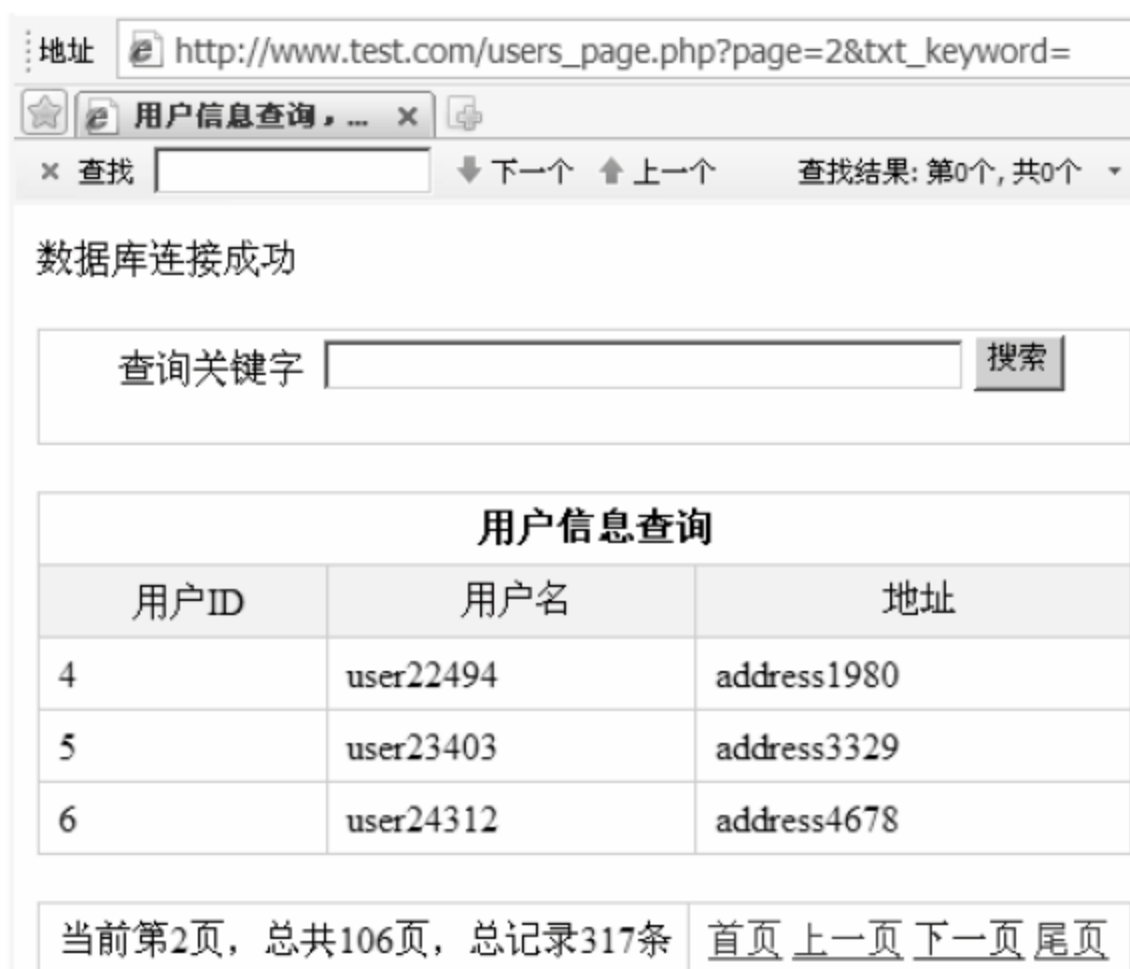 地址 http://www.test.com/users_page.php?page=2&txt_keyword=
用户信息查询，...
查找 下一个 上一个 查找结果: 第0个, 共0个
数据库连接成功
查询关键字 搜索
用户信息查询
用户ID 用户名 地址
4 user22494 address1980
5 user23403 address3329
6 user24312 address4678
当前第2页，总共106页，总记录317条 首页 上一页 下一页 尾页